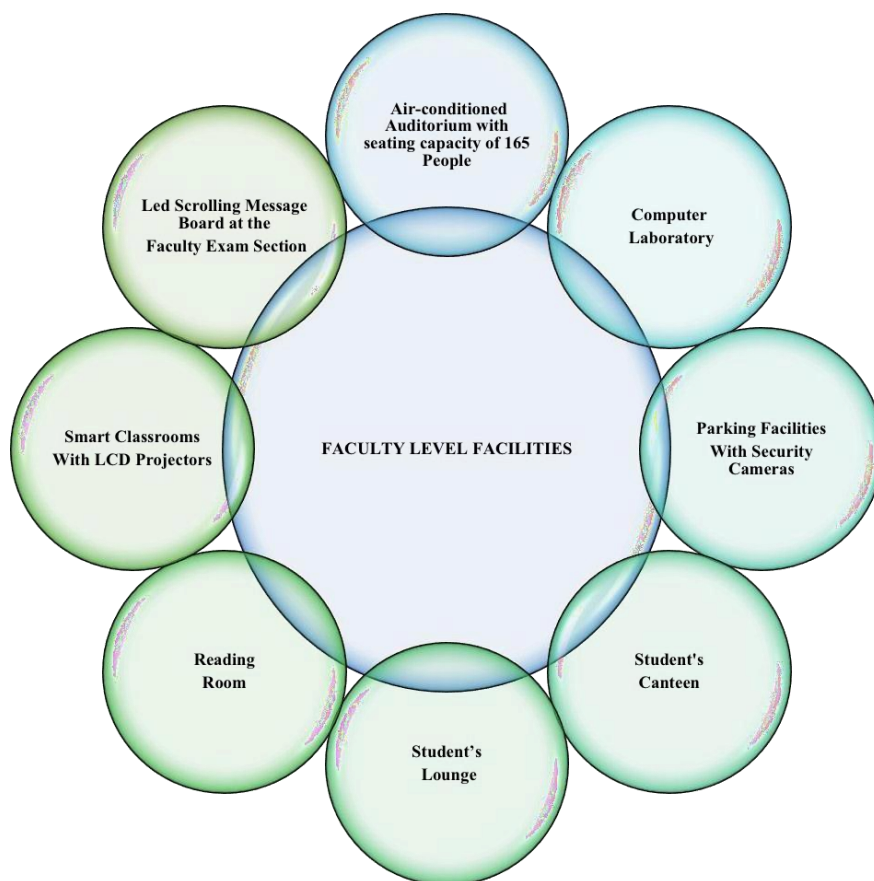 Air-conditioned
Auditorium with
seating capacity of 165
People
Computer
Laboratory
Parking Facilities
With Security
Cameras
Student's
Canteen
Student’s
Lounge
Reading
Room
Smart Classrooms
With LCD Projectors
Led Scrolling Message
Board at the
Faculty Exam Section
FACULTY LEVEL FACILITIES